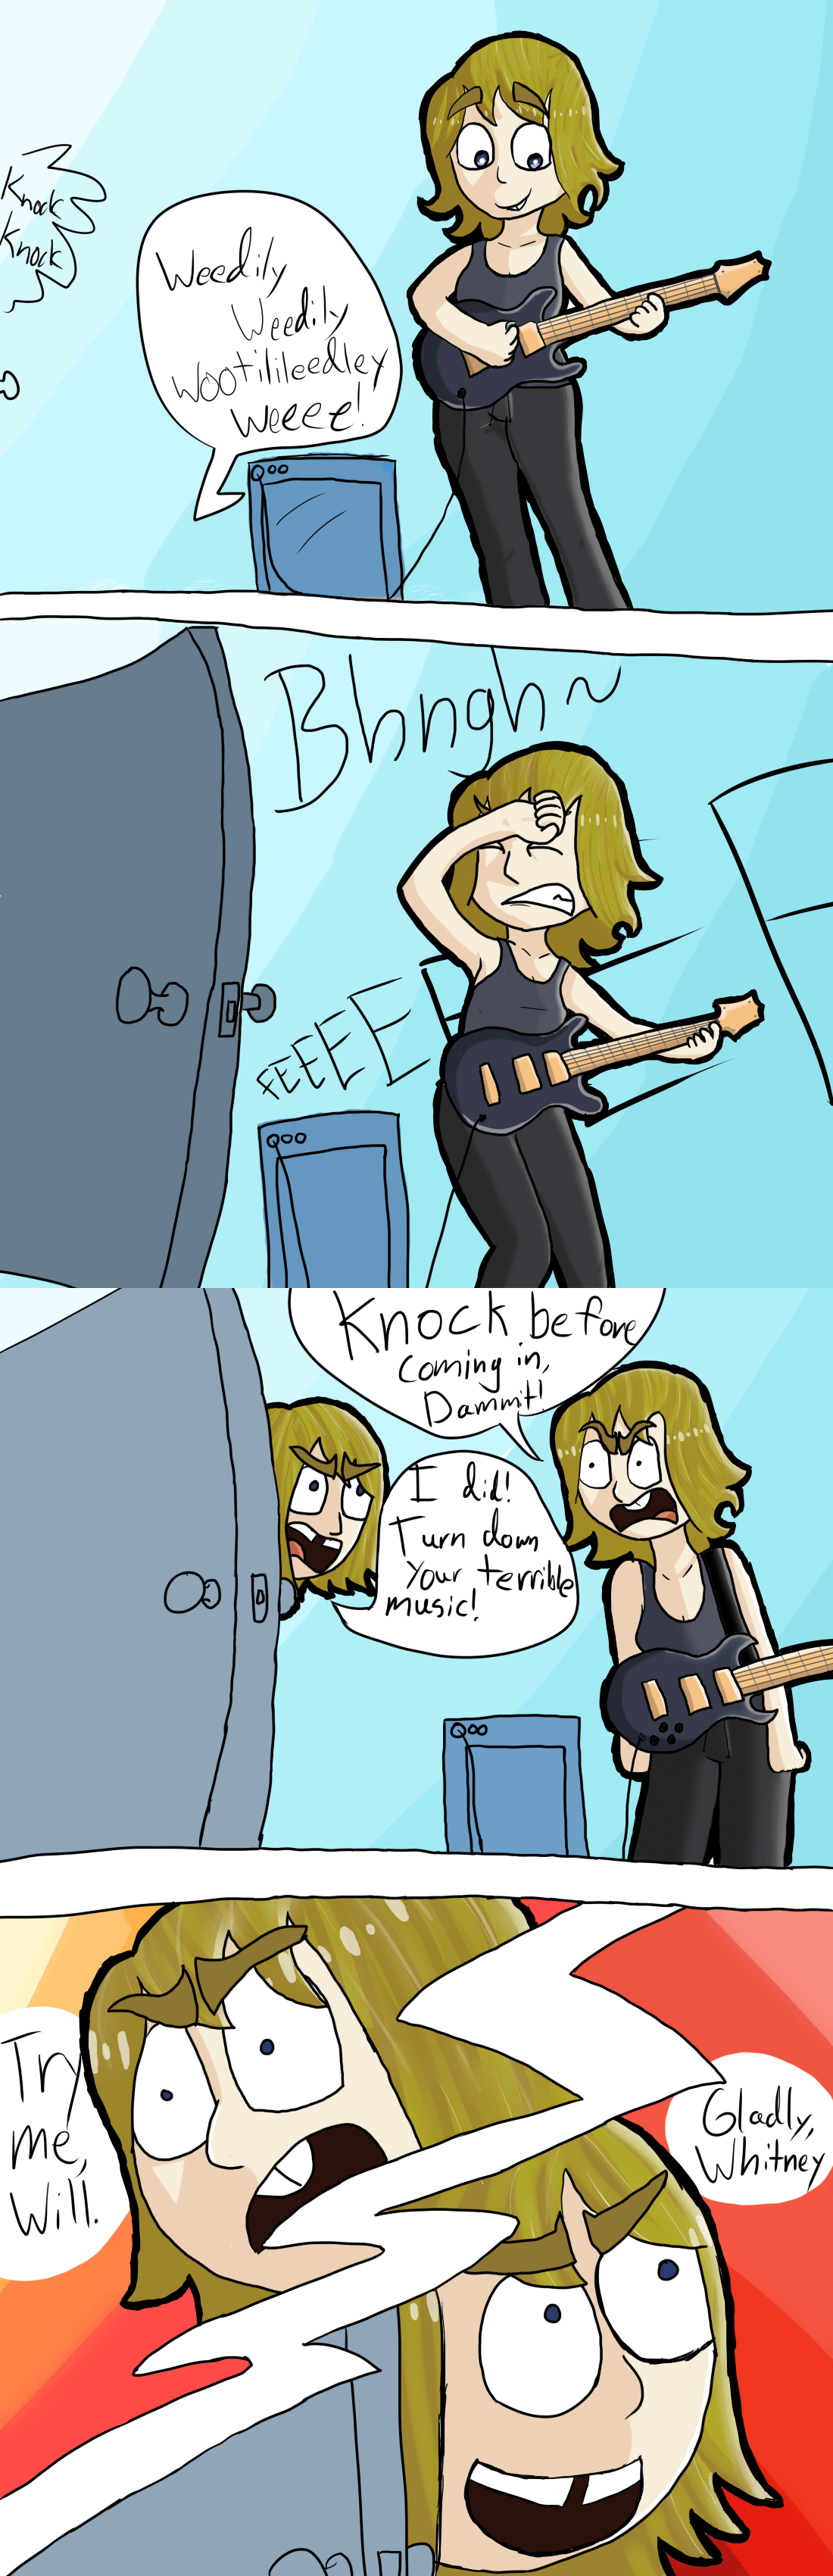 Knock
Knock
Weedily
Weedily
Wootilileedley
Weeee!
Bhngh~
EEEEEEE
Knock before
coming in,
Dammit!
I did!
Turn down
your terrible
music!
Try
me,
Will.
Gladly,
Whitney